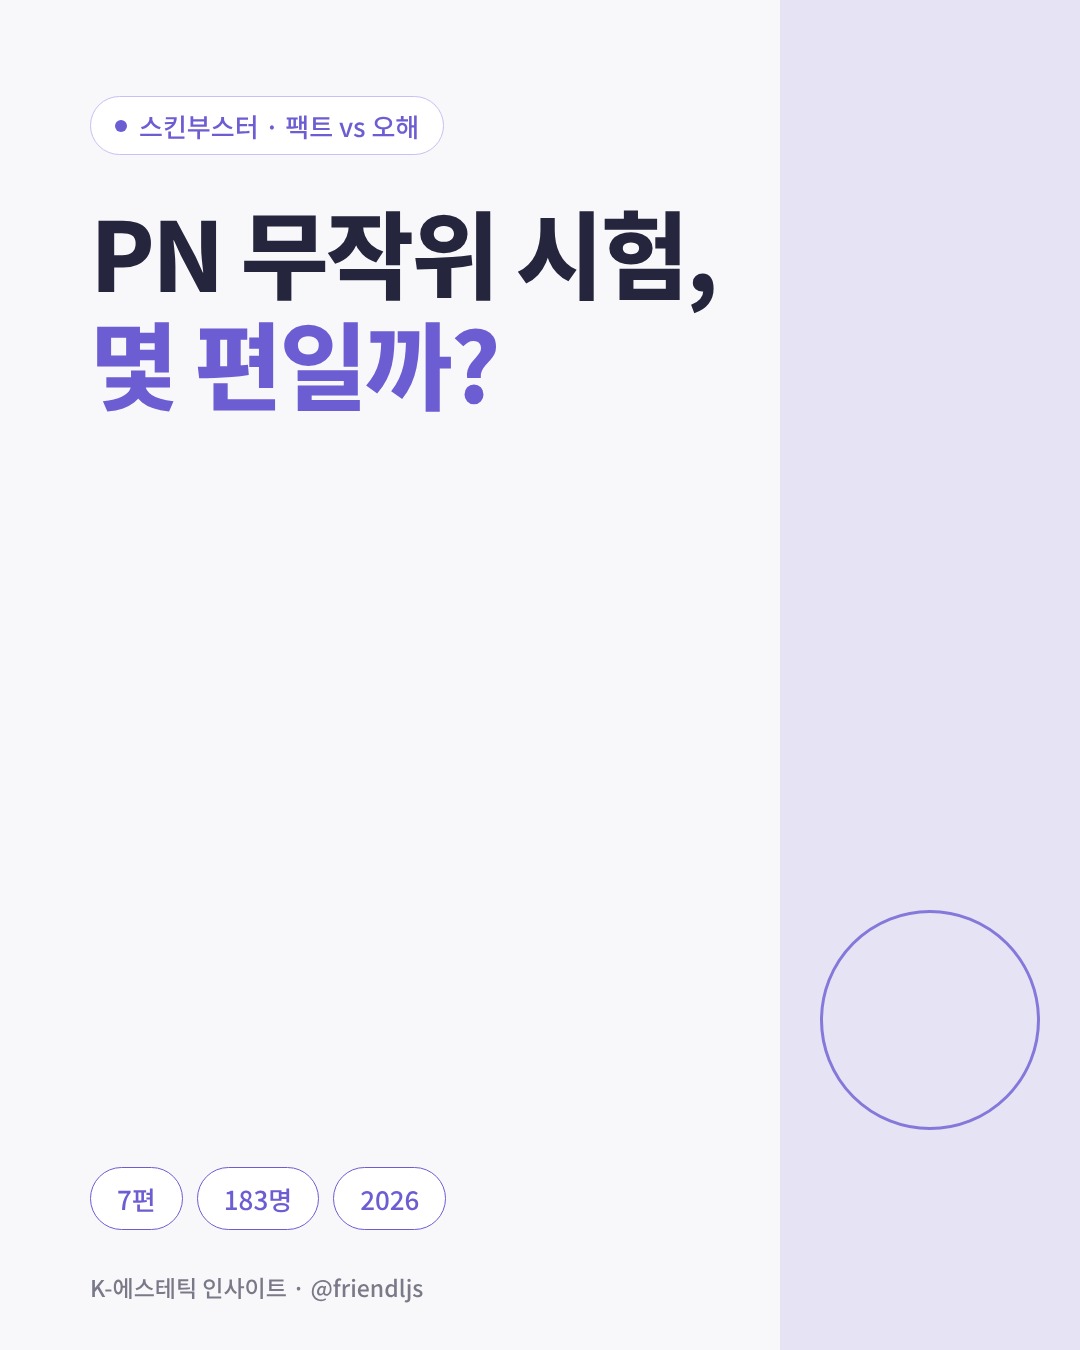 스킨부스터 · 팩트 vs 오해
PN 무작위 시험,
몇 편일까?
7편
183명
2026
K-에스테틱 인사이트 · @friendljs